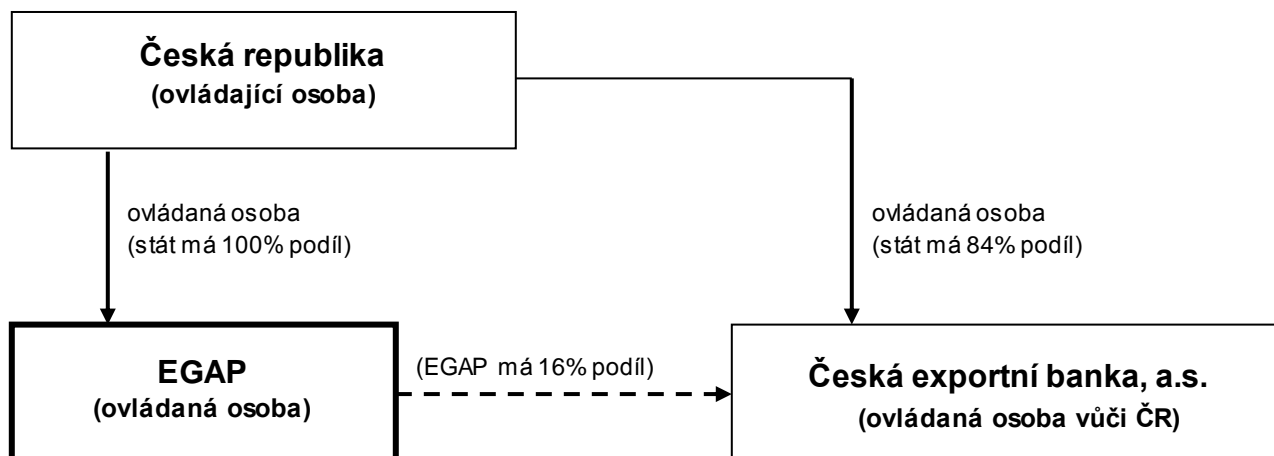 Česká republika
(ovládající osoba)
ovládaná osoba
(stát má 100% podíl)
ovládaná osoba
(stát má 84% podíl)
EGAP
(ovládaná osoba)
(EGAP má 16% podíl)
Česká exportní banka, a.s.
(ovládaná osoba vůči ČR)